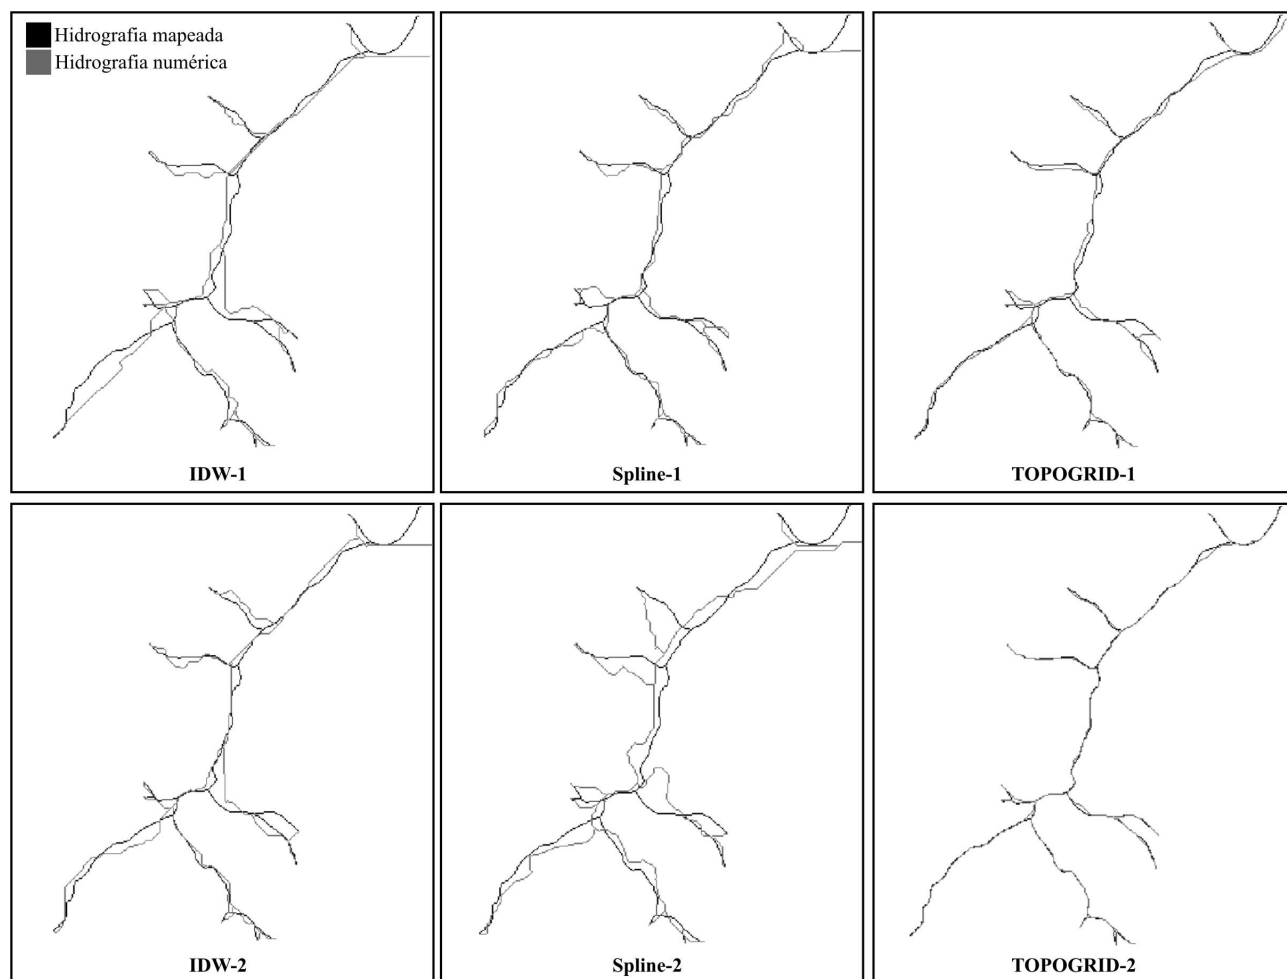 Hidrografia mapeada
Hidrografia numérica
IDW-1
Spline-1
TOPOGRID-1
IDW-2
Spline-2
TOPOGRID-2